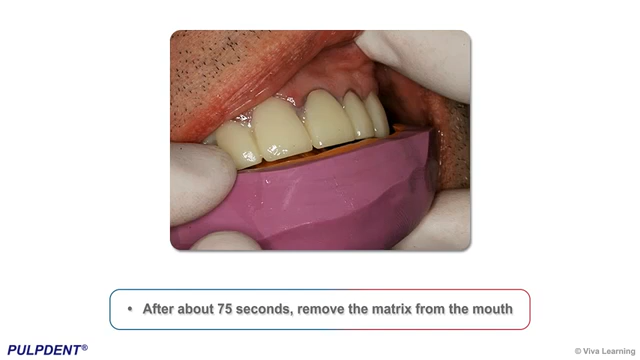 • After about 75 seconds, remove the matrix from the mouth
PULPDENT®
© Viva Learning